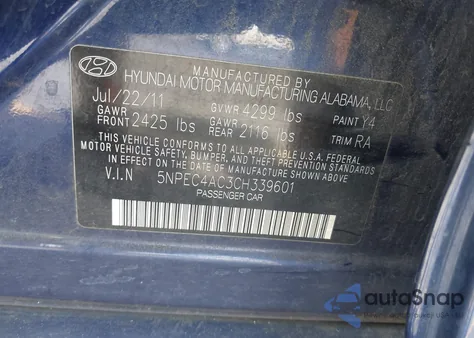 MANUFACTURED BY
HYUNDAI MOTOR MANUFACTURING ALABAMA, LLC
Jul/22/11 GVWR 4299 lbs PAINT Y4
GAWR FRONT 2425 lbs GAWR REAR 2116 lbs TRIM RA
THIS VEHICLE CONFORMS TO ALL APPLICABLE U.S.A. FEDERAL
MOTOR VEHICLE SAFETY, BUMPER, AND THEFT PREVENTION STANDARDS
IN EFFECT ON THE DATE OF MANUFACTURE SHOWN ABOVE.
V.I.N 5NPEC4AC3CH339601
PASSENGER CAR
autoSnap